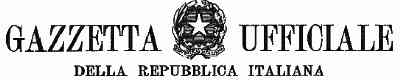 GAZZETTA UFFICIALE
DELLA REPUBBLICA ITALIANA